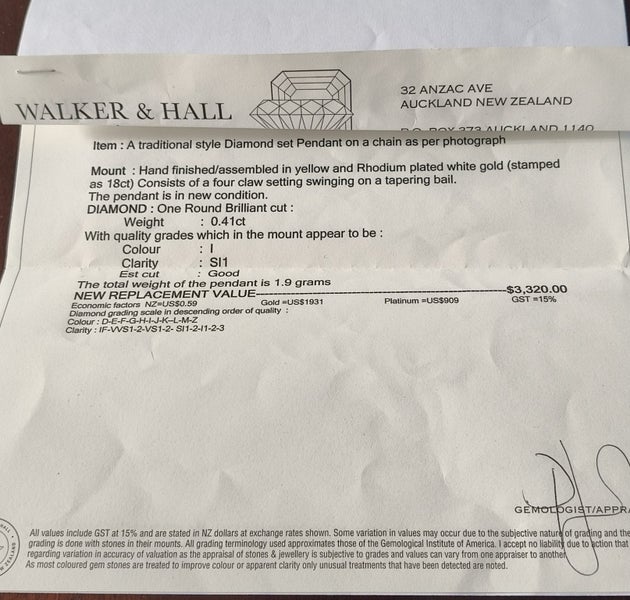 WALKER & HALL
32 ANZAC AVE
AUCKLAND NEW ZEALAND
P.O. BOX 273 AUCKLAND 1140
Item : A traditional style Diamond set Pendant on a chain as per photograph
Mount : Hand finished/assembled in yellow and Rhodium plated white gold (stamped
as 18ct) Consists of a four claw setting swinging on a tapering bail.
The pendant is in new condition.
DIAMOND : One Round Brilliant cut :
Weight : 0.41ct
With quality grades which in the mount appear to be :
Colour : I
Clarity : SI1
Est cut : Good
The total weight of the pendant is 1.9 grams
NEW REPLACEMENT VALUE----------------------------------------$3,320.00
Economic factors NZ=US$0.59 Gold =US$1931 Platinum =US$909 GST =15%
Diamond grading scale in descending order of quality :
Colour : D-E-F-G-H-I-J-K--L-M-Z
Clarity : IF-VVS1-2-VS1-2- SI1-2-I1-2-3
GEMOLOGIST/APPRA
All values include GST at 15% and are stated in NZ dollars at exchange rates shown. Some variation in values may occur due to the subjective nature of grading and the
grading is done with stones in their mounts. All grading terminology used approximates those of the Gemological Institute of America. I accept no liability due to action that
regarding variation in accuracy of valuation as the appraisal of stones & jewellery is subjective to grades and values can vary from one appraiser to another
As most coloured gem stones are treated to improve colour or apparent clarity only unusual treatments that have been detected are noted.